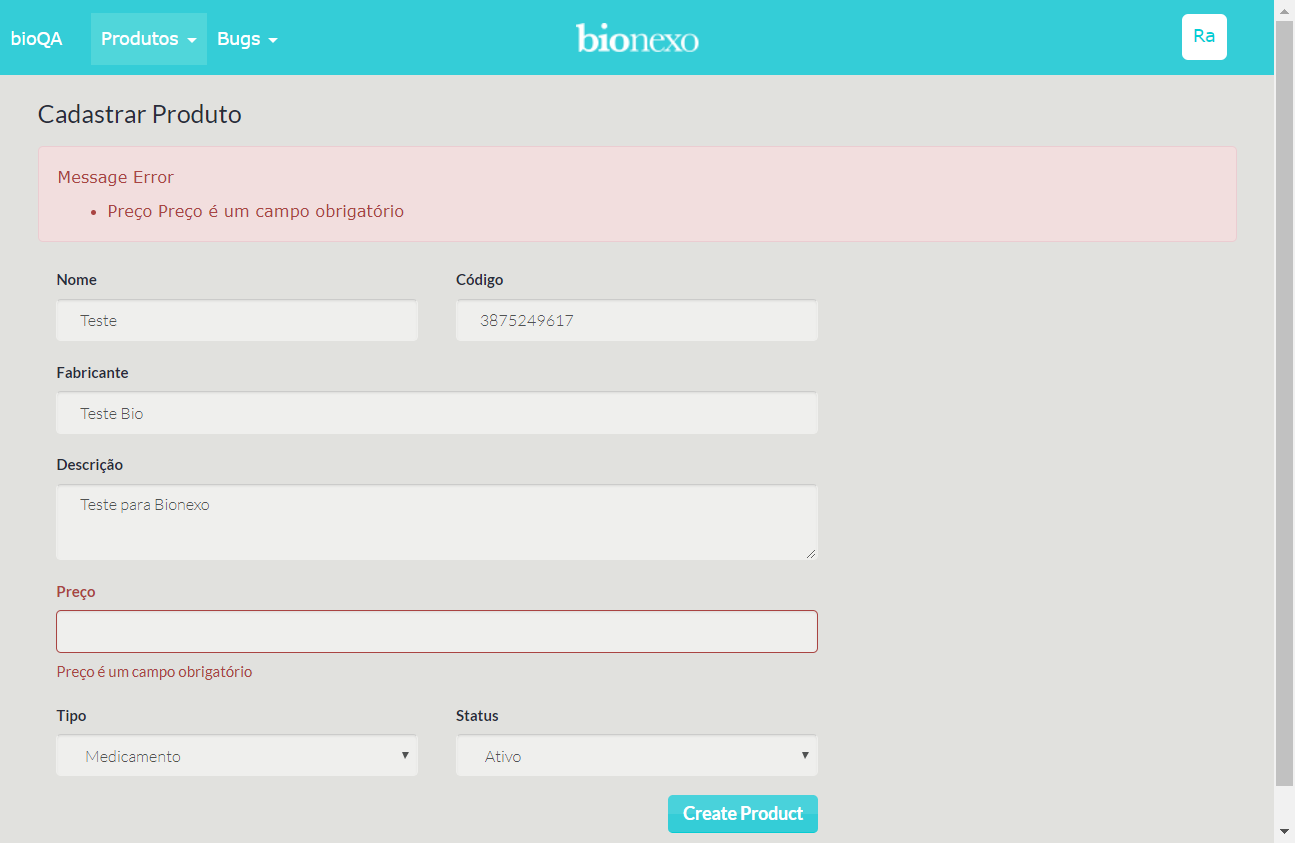 bioQA Produtos Bugs bionexo Ra
Cadastrar Produto
Message Error
Preço Preço é um campo obrigatório
Nome Código
Teste 3875249617
Fabricante
Teste Bio
Descrição
Teste para Bionexo
Preço
Preço é um campo obrigatório
Tipo Status
Medicamento Ativo
Create Product